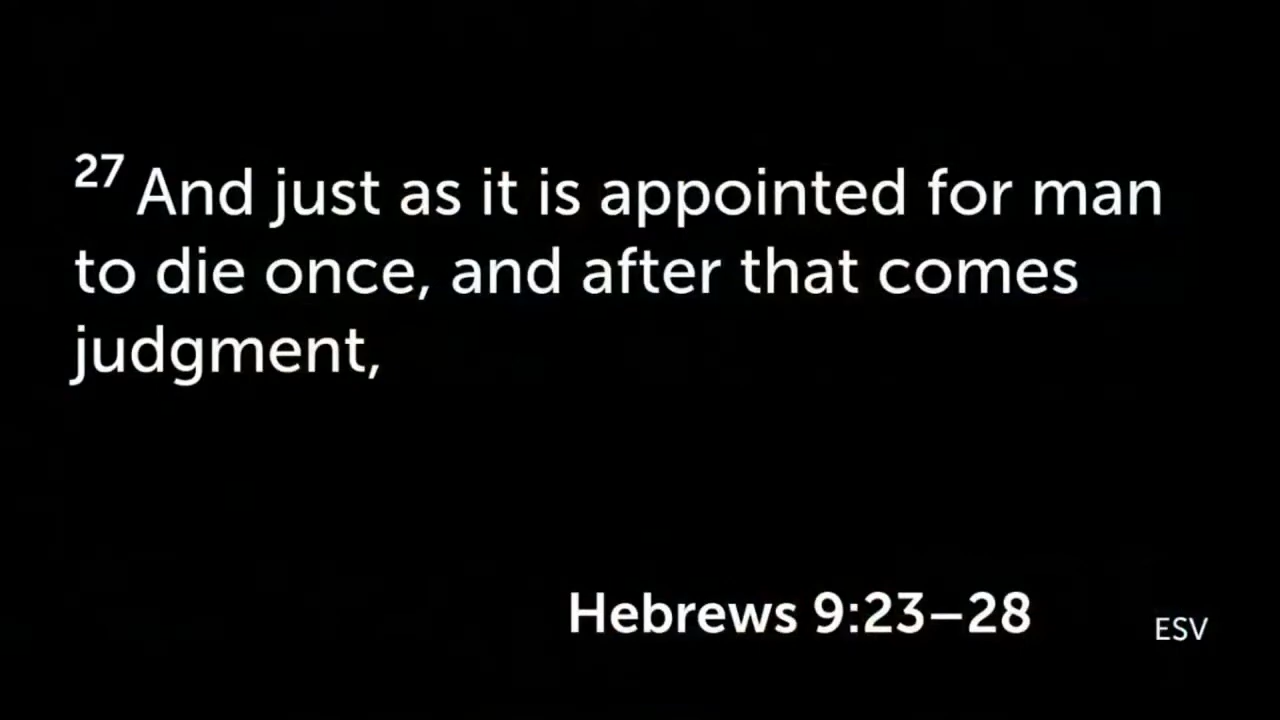 27 And just as it is appointed for man
to die once, and after that comes
judgment,
Hebrews 9:23–28
ESV